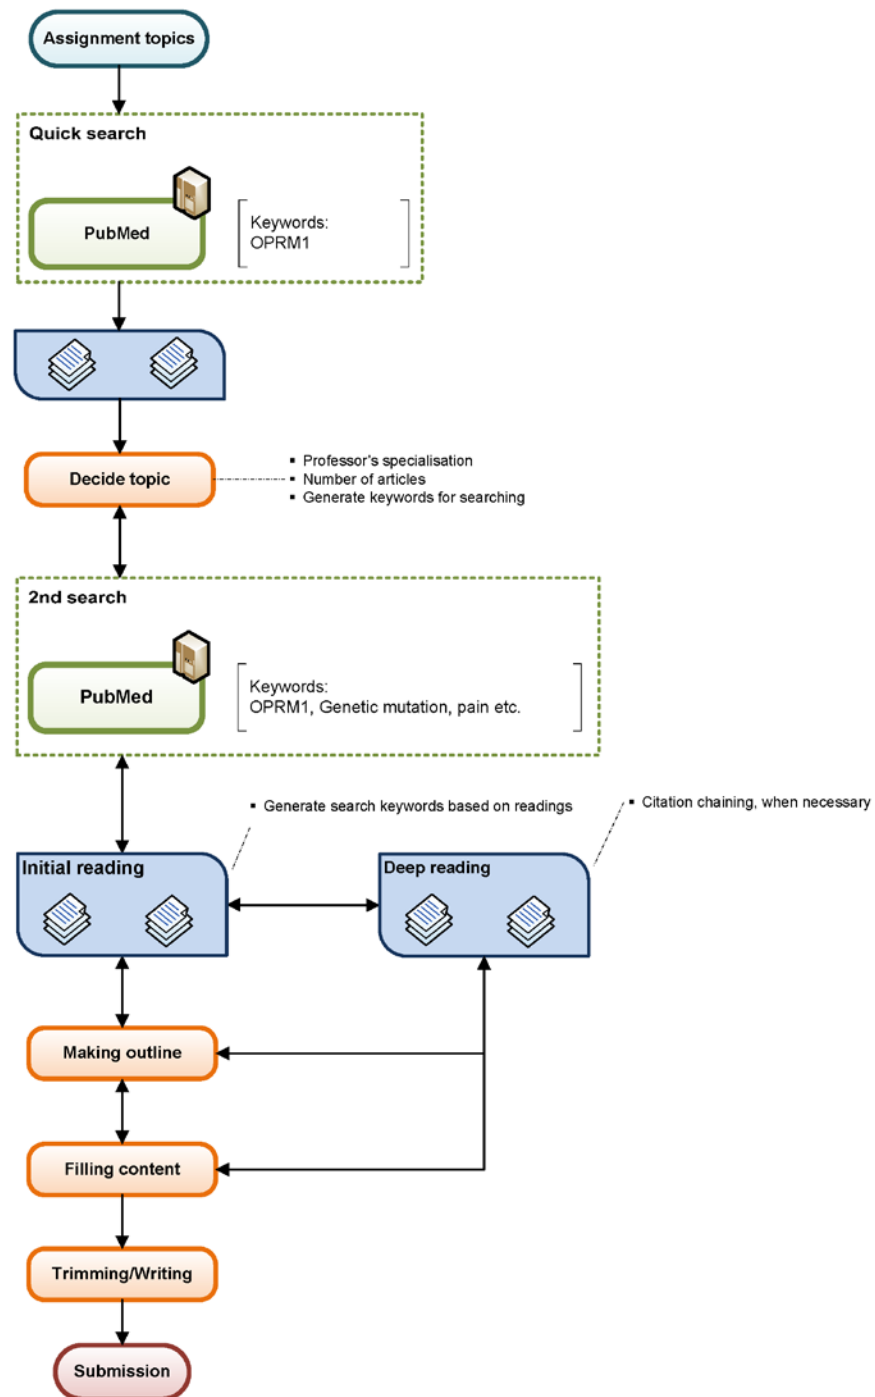 Assignment topics
Quick search
PubMed
Keywords:
OPRM1
Decide topic
▪ Professor's specialisation
▪ Number of articles
▪ Generate keywords for searching
2nd search
PubMed
Keywords:
OPRM1, Genetic mutation, pain etc.
▪ Generate search keywords based on readings
▪ Citation chaining, when necessary
Initial reading
Deep reading
Making outline
Filling content
Trimming/Writing
Submission